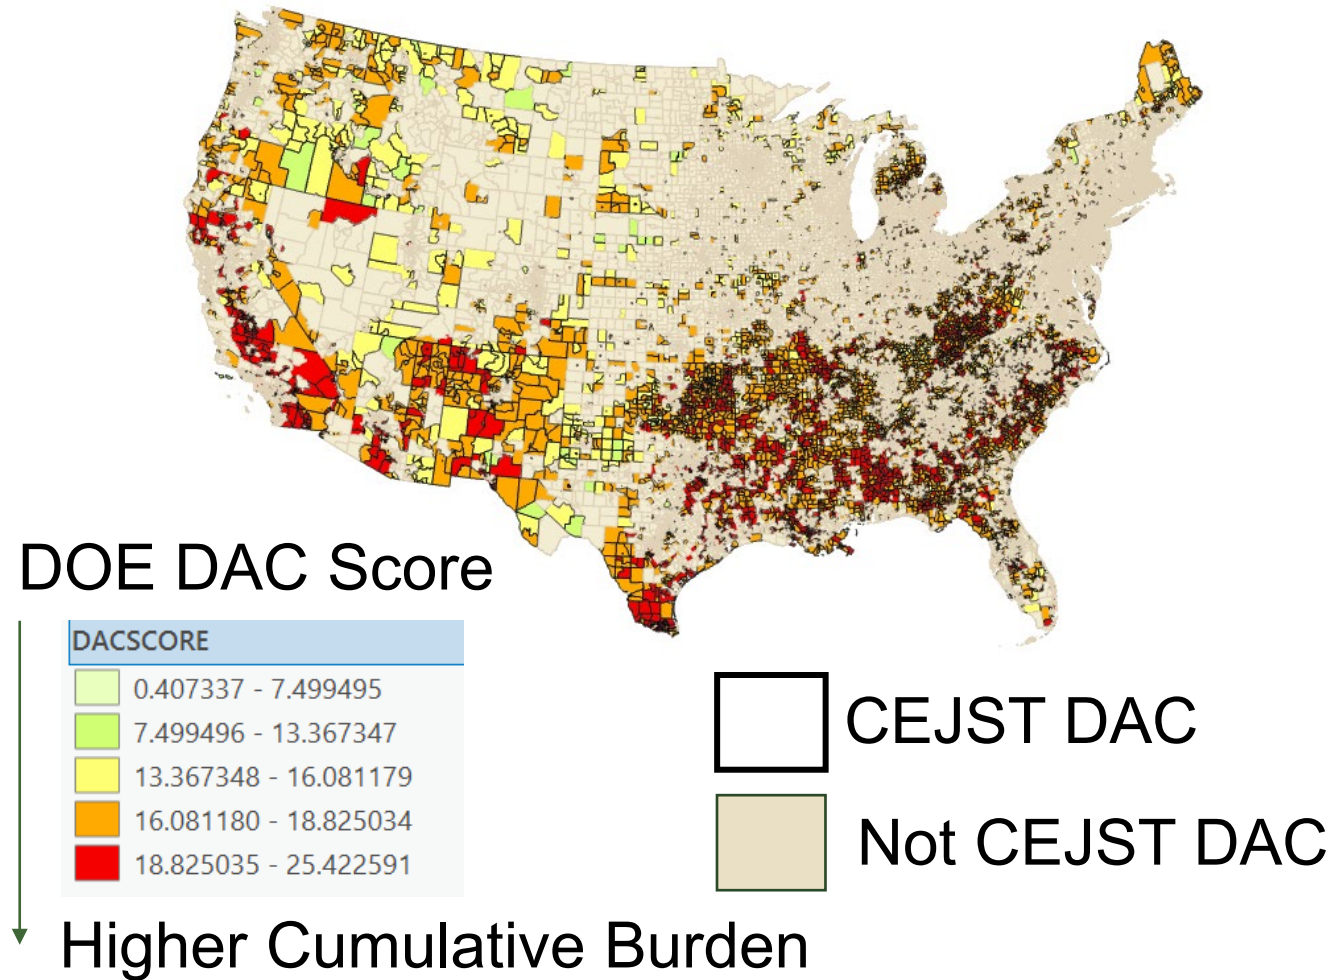 DOE DAC Score
DACSCORE
0.407337 - 7.499495
7.499496 - 13.367347
13.367348 - 16.081179
16.081180 - 18.825034
18.825035 - 25.422591
CEJST DAC
Not CEJST DAC
Higher Cumulative Burden